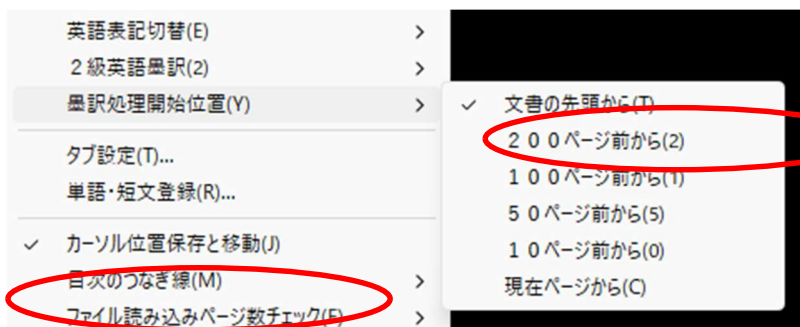 英語表記切替(E)
２級英語墨訳(2)
墨訳処理開始位置(Y)
タブ設定(T)...
単語・短文登録(R)...
カーソル位置保存と移動(J)
目次のつなぎ線(M)
ファイル読み込みページ数チェック(F)
文書の先頭から(T)
２００ページ前から(2)
１００ページ前から(1)
５０ページ前から(5)
１０ページ前から(0)
現在ページから(C)